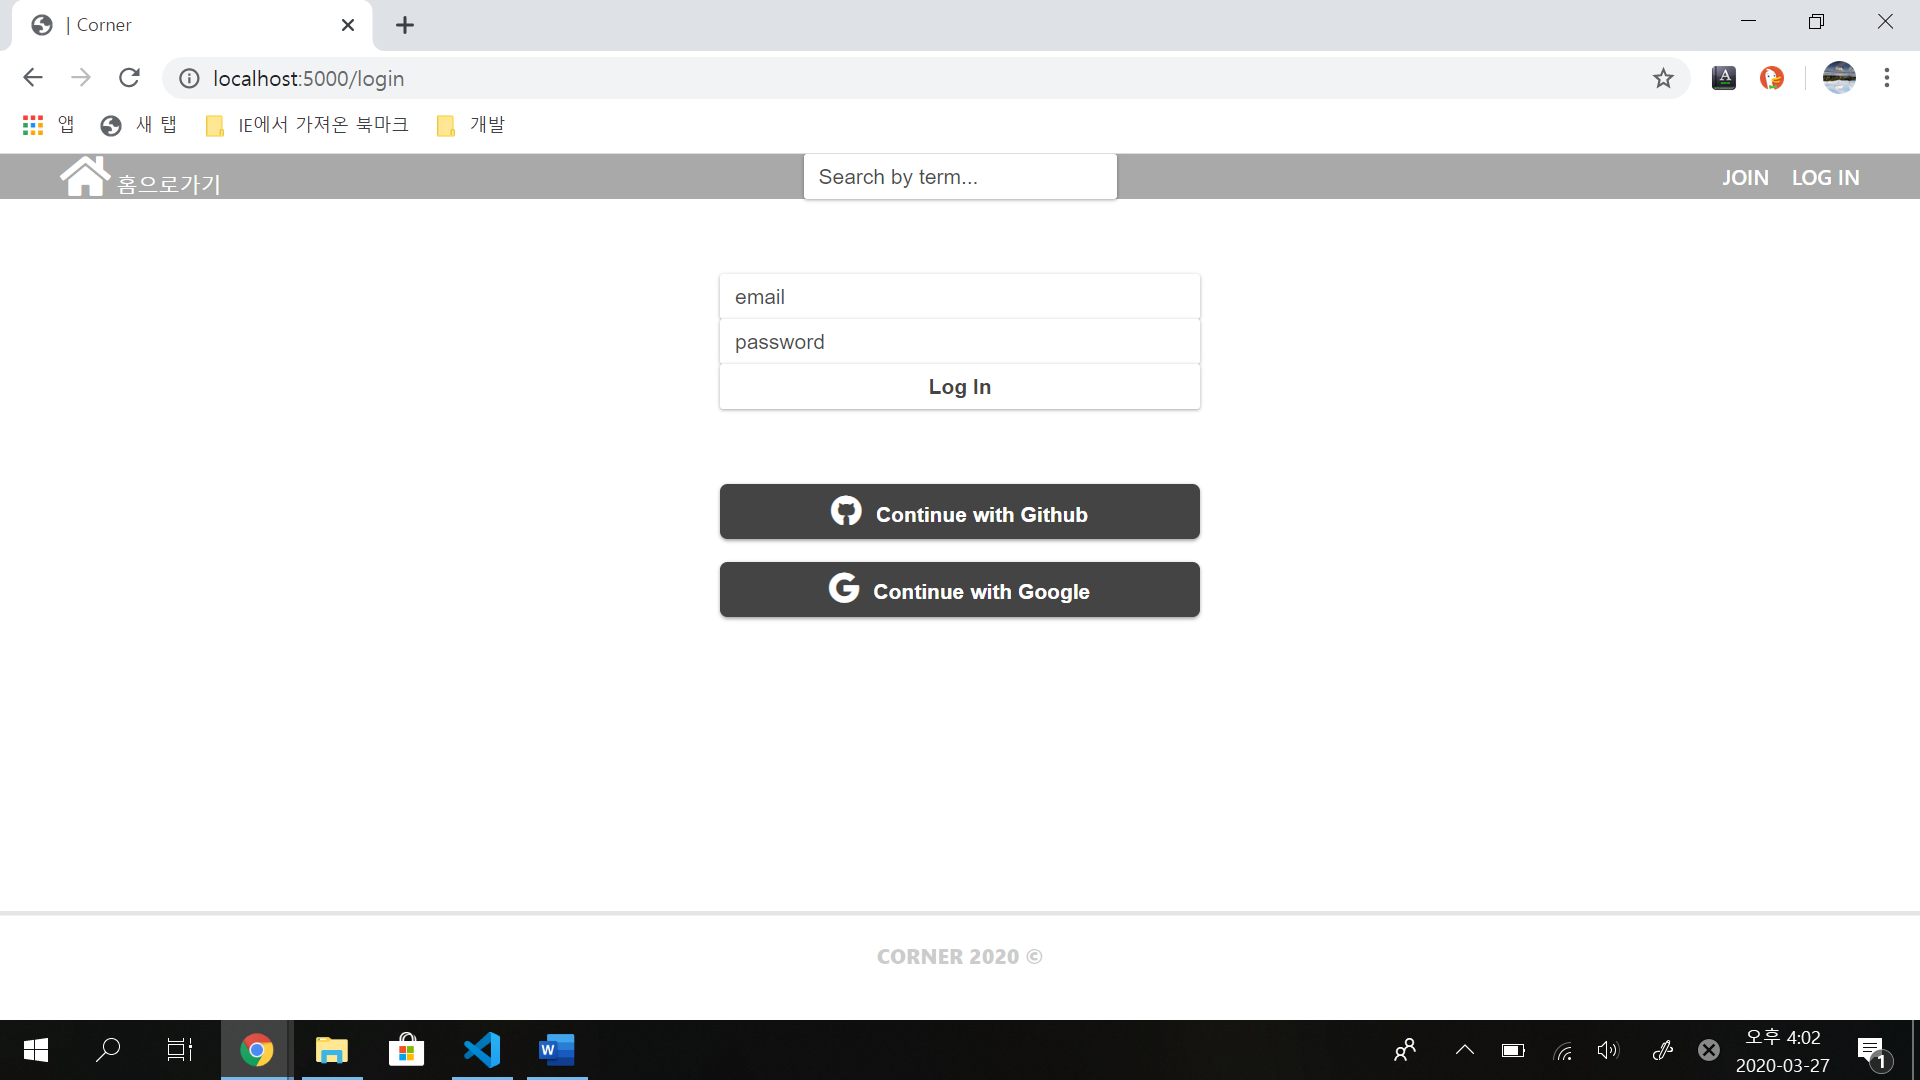 | Corner
localhost:5000/login
앱 새 탭 IE에서 가져온 북마크 개발
홈으로가기 Search by term... JOIN LOG IN
email
password
Log In
Continue with Github
Continue with Google
CORNER 2020 ©
오후 4:02
2020-03-27
1